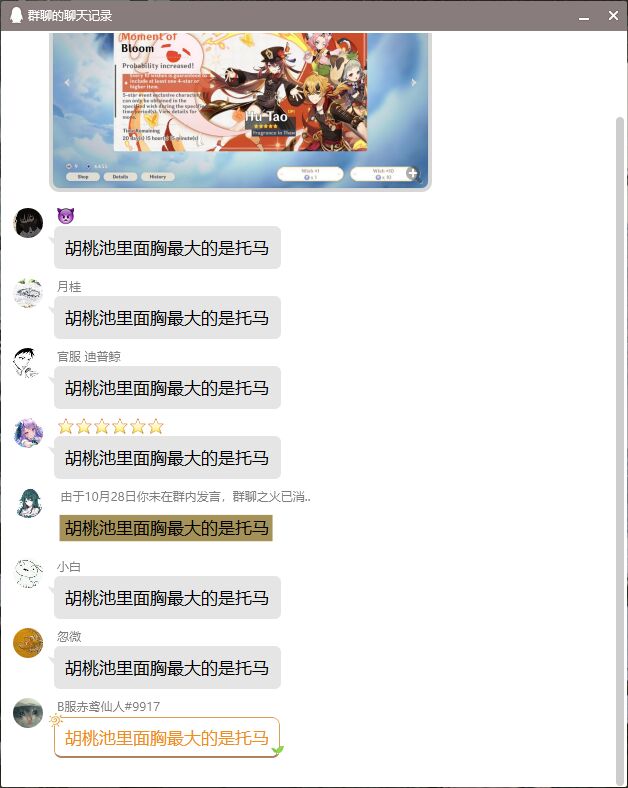 群聊的聊天记录
Moment of
Bloom
Probability increased!
Every 10 wishes is guaranteed to
include at least one 4-star or
higher item.
5-star event exclusive characters
can only be obtained in the
specified wish during the specified
time period(s). View details for
more.
Time Remaining
20 day(s) 15 hour(s)
Hu Tao
UP!
Fragrance in Thaw
9
6455
Shop
Details
History
Wish ×1
x 1
Wish ×10
x 10
胡桃池里面胸最大的是托马
月桂
胡桃池里面胸最大的是托马
官服 迪普鲸
胡桃池里面胸最大的是托马
胡桃池里面胸最大的是托马
由于10月28日你未在群内发言，群聊之火已消..
胡桃池里面胸最大的是托马
小白
胡桃池里面胸最大的是托马
忽微
胡桃池里面胸最大的是托马
B服赤鸢仙人#9917
胡桃池里面胸最大的是托马